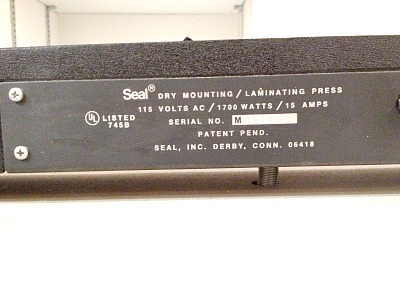 Seal® DRY MOUNTING / LAMINATING PRESS
115 VOLTS AC / 1700 WATTS / 15 AMPS
UL LISTED
745B
SERIAL NO. M
PATENT PEND.
SEAL, INC. DERBY, CONN. 06418